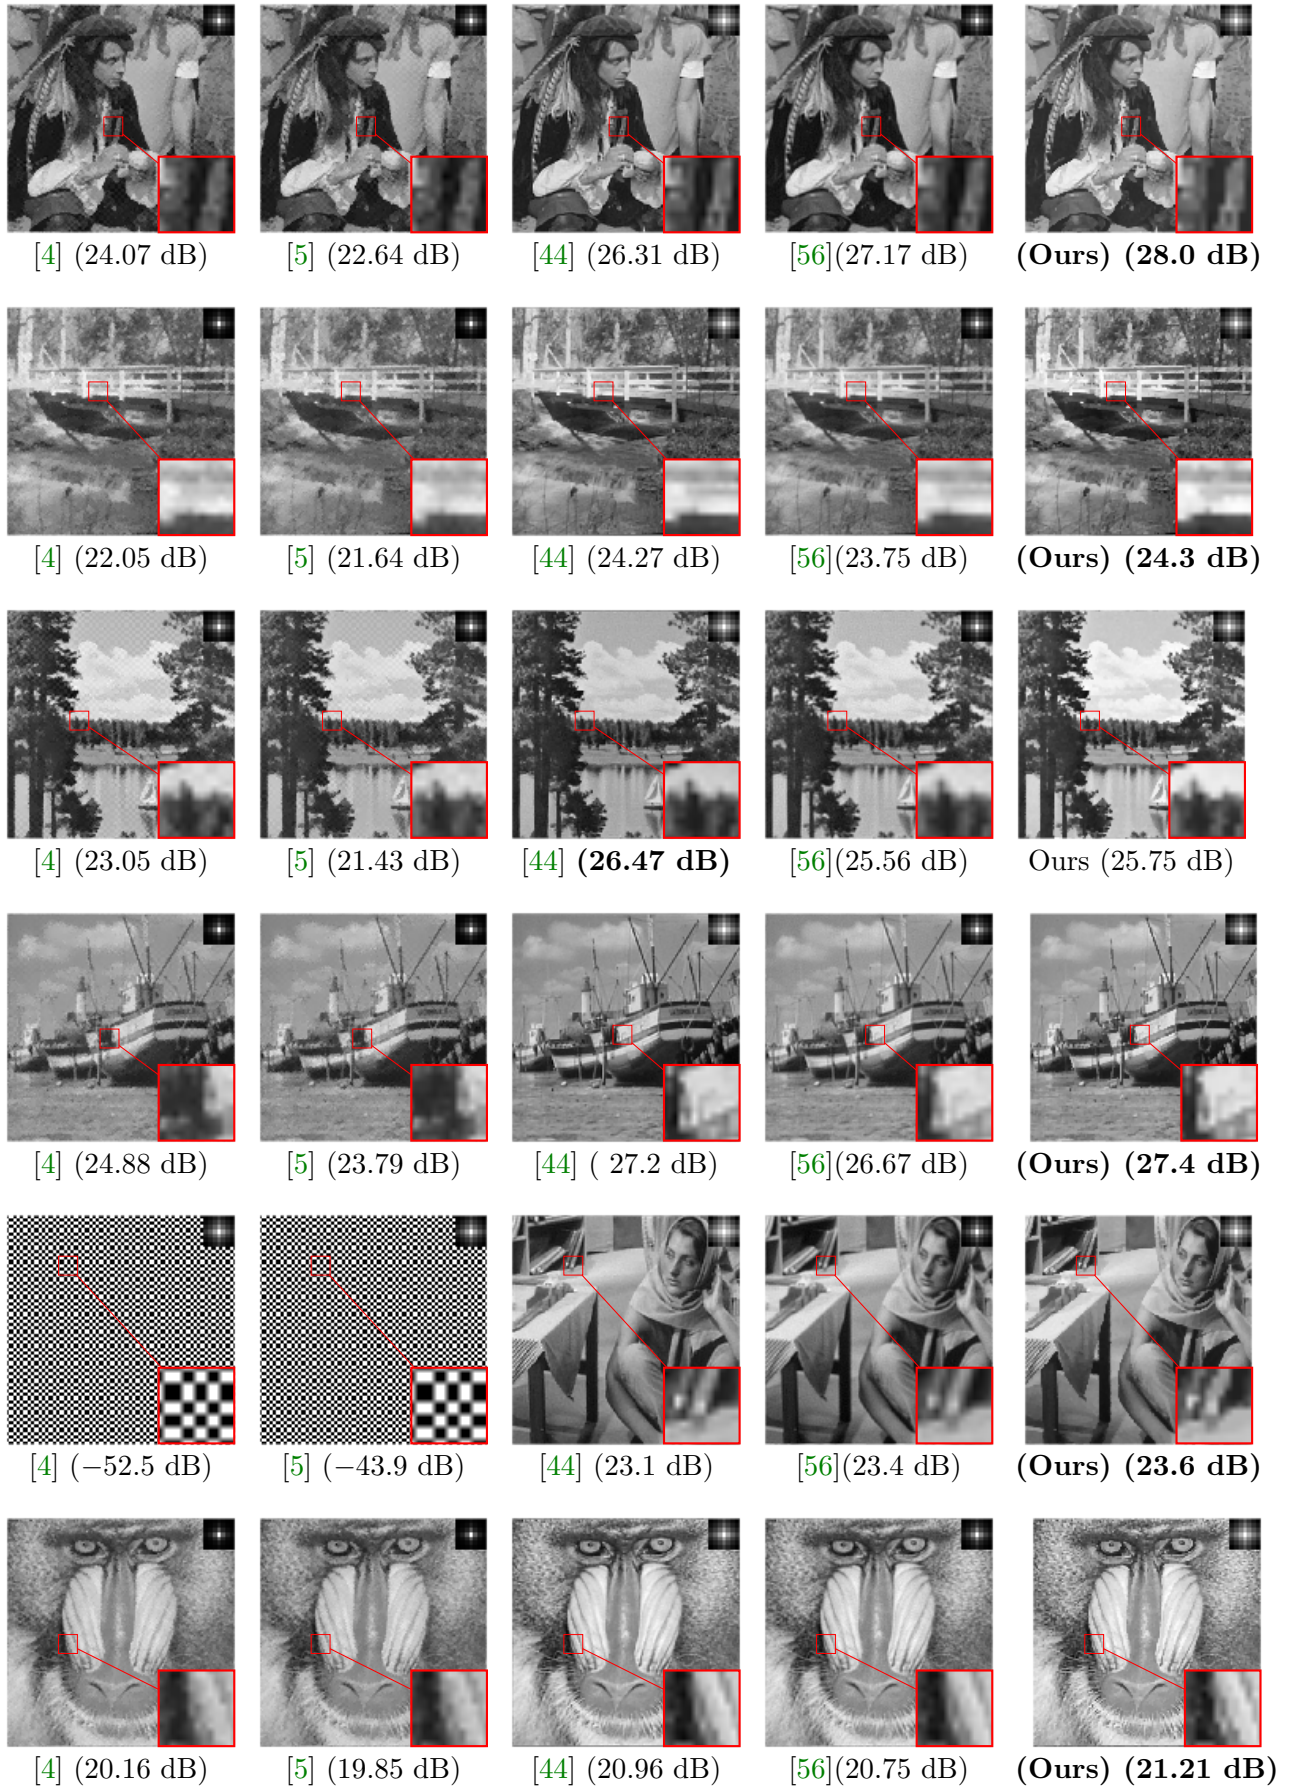 [4] (24.07 dB) [5] (22.64 dB) [44] (26.31 dB) [56](27.17 dB) (Ours) (28.0 dB)
[4] (22.05 dB) [5] (21.64 dB) [44] (24.27 dB) [56](23.75 dB) (Ours) (24.3 dB)
[4] (23.05 dB) [5] (21.43 dB) [44] (26.47 dB) [56](25.56 dB) Ours (25.75 dB)
[4] (24.88 dB) [5] (23.79 dB) [44] ( 27.2 dB) [56](26.67 dB) (Ours) (27.4 dB)
[4] (−52.5 dB) [5] (−43.9 dB) [44] (23.1 dB) [56](23.4 dB) (Ours) (23.6 dB)
[4] (20.16 dB) [5] (19.85 dB) [44] (20.96 dB) [56](20.75 dB) (Ours) (21.21 dB)